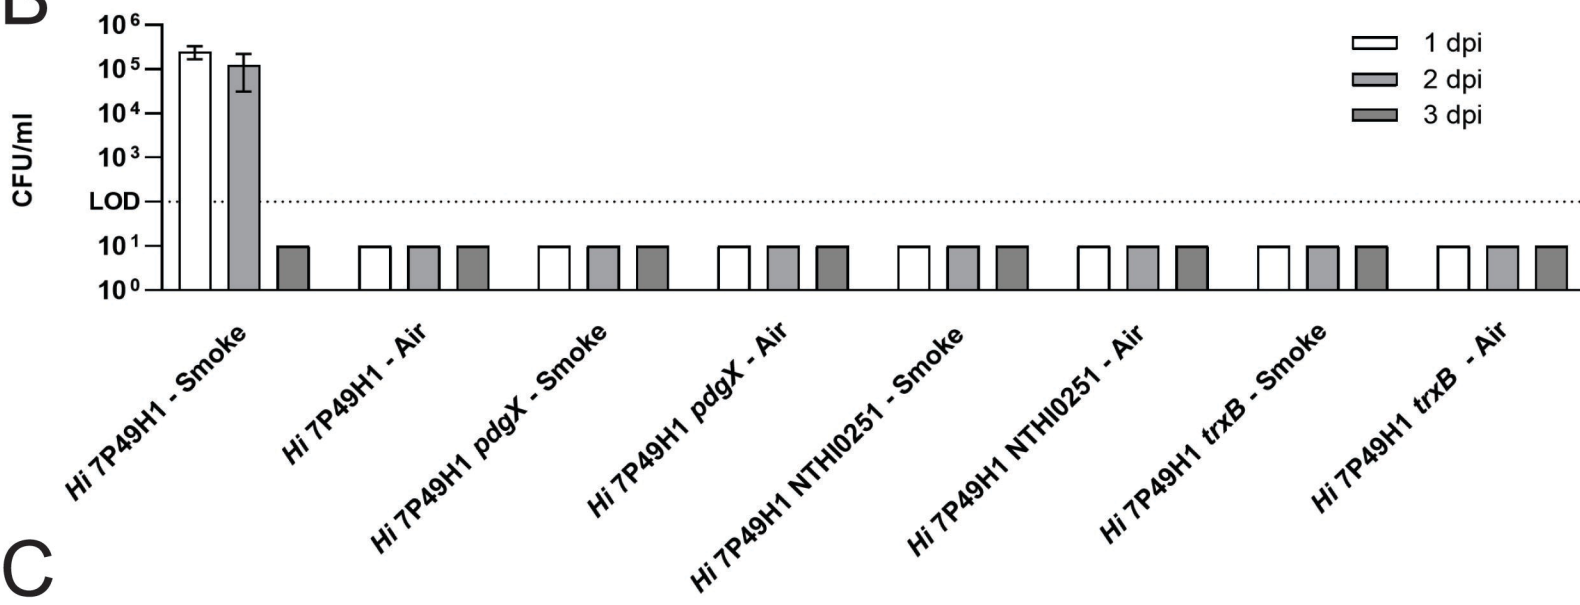 B
10⁶
10⁵
10⁴
10³
LOD
10¹
10⁰
CFU/ml
1 dpi
2 dpi
3 dpi
Hi 7P49H1 - Smoke
Hi 7P49H1 - Air
Hi 7P49H1 pdgX - Smoke
Hi 7P49H1 pdgX - Air
Hi 7P49H1 NTHI0251 - Smoke
Hi 7P49H1 NTHI0251 - Air
Hi 7P49H1 trxB - Smoke
Hi 7P49H1 trxB - Air
C